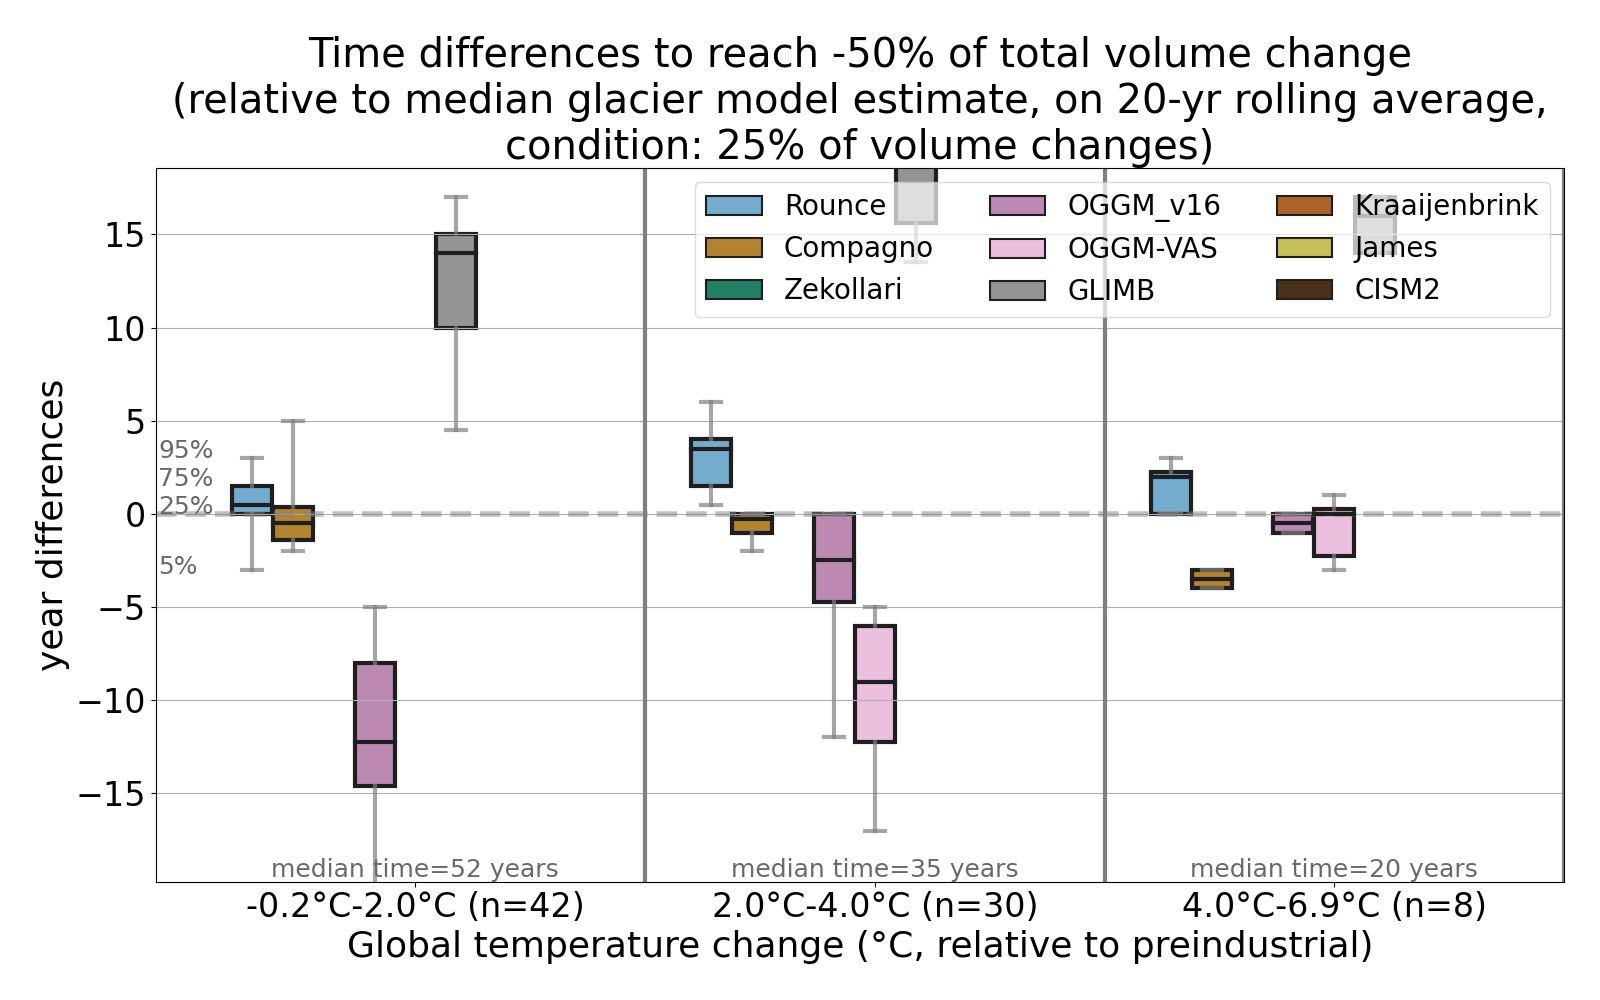 Time differences to reach -50% of total volume change
(relative to median glacier model estimate, on 20-yr rolling average,
condition: 25% of volume changes)
Rounce
Compagno
Zekollari
OGGM_v16
OGGM-VAS
GLIMB
Kraaijenbrink
James
CISM2
15
10
5
0
−5
−10
−15
year differences
95%
75%
25%
5%
median time=52 years
median time=35 years
median time=20 years
-0.2°C-2.0°C (n=42)
2.0°C-4.0°C (n=30)
4.0°C-6.9°C (n=8)
Global temperature change (°C, relative to preindustrial)